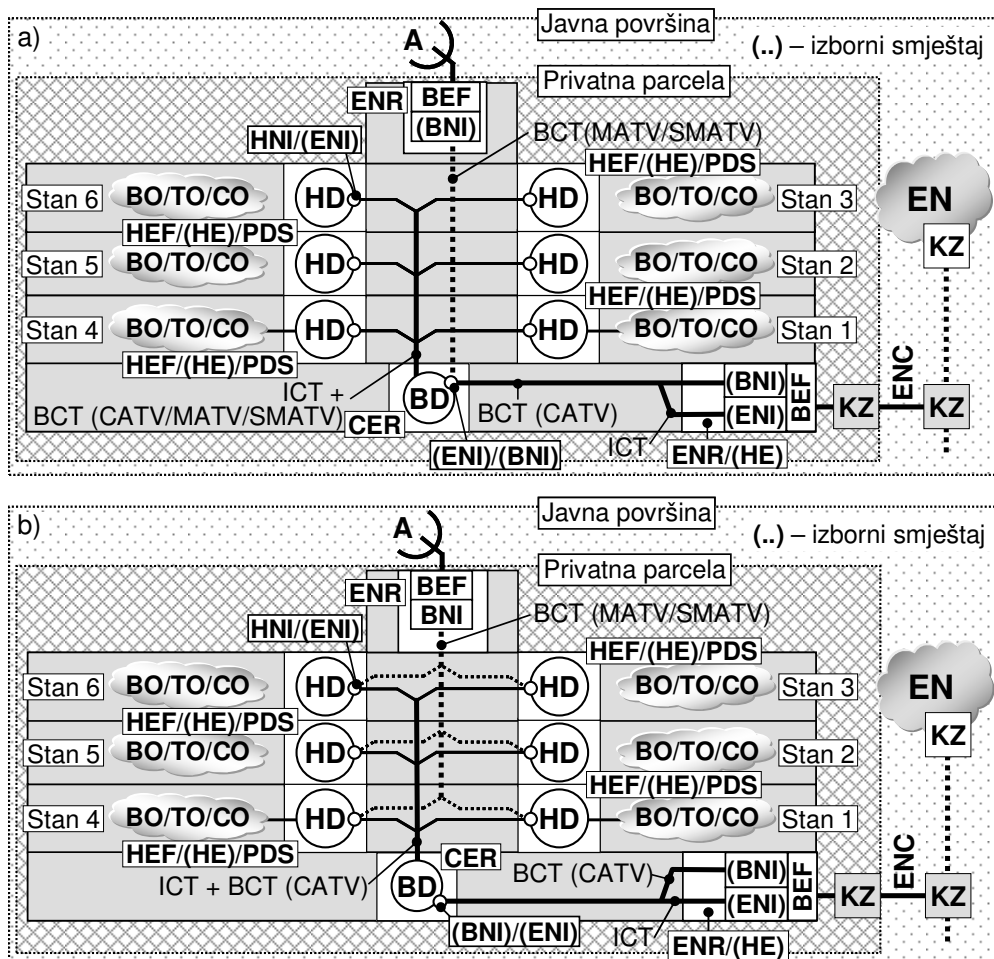 a)
A
Javna površina
(..) – izborni smještaj
Privatna parcela
ENR
BEF
(BNI)
HNI/(ENI)
BCT(MATV/SMATV)
HEF/(HE)/PDS
Stan 6
BO/TO/CO
HD
HD
BO/TO/CO
Stan 3
EN
KZ
HEF/(HE)/PDS
Stan 5
BO/TO/CO
HD
HD
BO/TO/CO
Stan 2
HEF/(HE)/PDS
Stan 4
BO/TO/CO
HD
HD
BO/TO/CO
Stan 1
HEF/(HE)/PDS
ICT +
BCT (CATV/MATV/SMATV)
CER
BD
BCT (CATV)
(BNI)
(ENI)
BEF
KZ
ENC
KZ
ICT
(ENI)/(BNI)
ENR/(HE)
b)
A
Javna površina
(..) – izborni smještaj
Privatna parcela
ENR
BEF
BNI
HNI/(ENI)
BCT (MATV/SMATV)
HEF/(HE)/PDS
Stan 6
BO/TO/CO
HD
HD
BO/TO/CO
Stan 3
EN
KZ
HEF/(HE)/PDS
Stan 5
BO/TO/CO
HD
HD
BO/TO/CO
Stan 2
HEF/(HE)/PDS
Stan 4
BO/TO/CO
HD
HD
BO/TO/CO
Stan 1
HEF/(HE)/PDS
ICT + BCT (CATV)
CER
BD
BCT (CATV)
(BNI)
(ENI)
BEF
KZ
ENC
KZ
ICT
(BNI)/(ENI)
ENR/(HE)